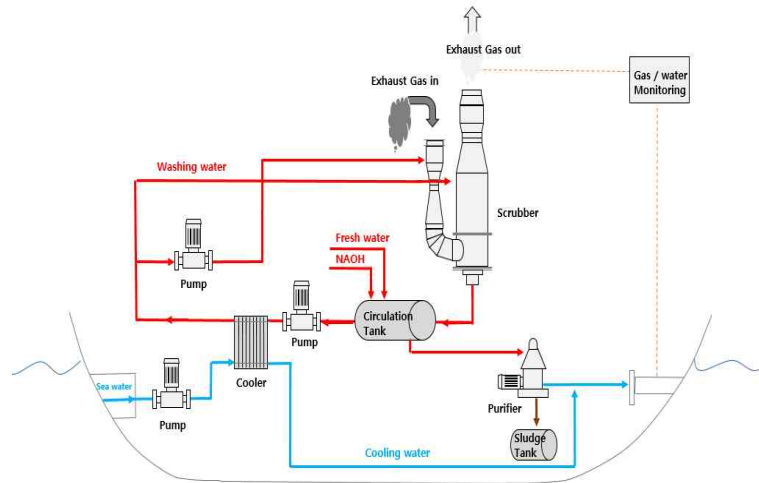 Exhaust Gas out
Exhaust Gas in
Gas / water
Monitoring
Washing water
Scrubber
Fresh water
NAOH
Pump
Circulation
Tank
Pump
Cooler
Sea water
Pump
Purifier
Sludge
Tank
Cooling water